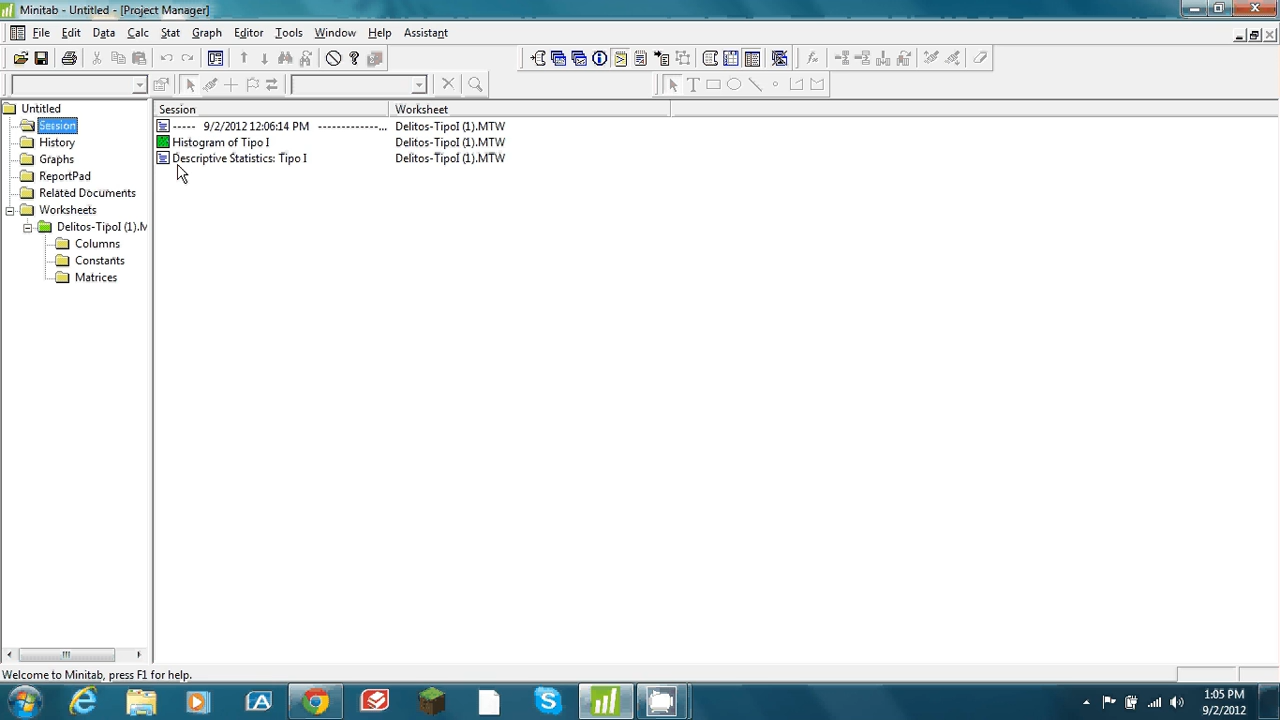 Minitab - Untitled - [Project Manager]
File Edit Data Calc Stat Graph Editor Tools Window Help Assistant
Untitled
Session
History
Graphs
ReportPad
Related Documents
Worksheets
Delitos-TipoI (1).M
Columns
Constants
Matrices
Session Worksheet
----- 9/2/2012 12:06:14 PM -------------... Delitos-TipoI (1).MTW
Histogram of Tipo I Delitos-TipoI (1).MTW
Descriptive Statistics: Tipo I Delitos-TipoI (1).MTW
Welcome to Minitab, press F1 for help.
1:05 PM
9/2/2012